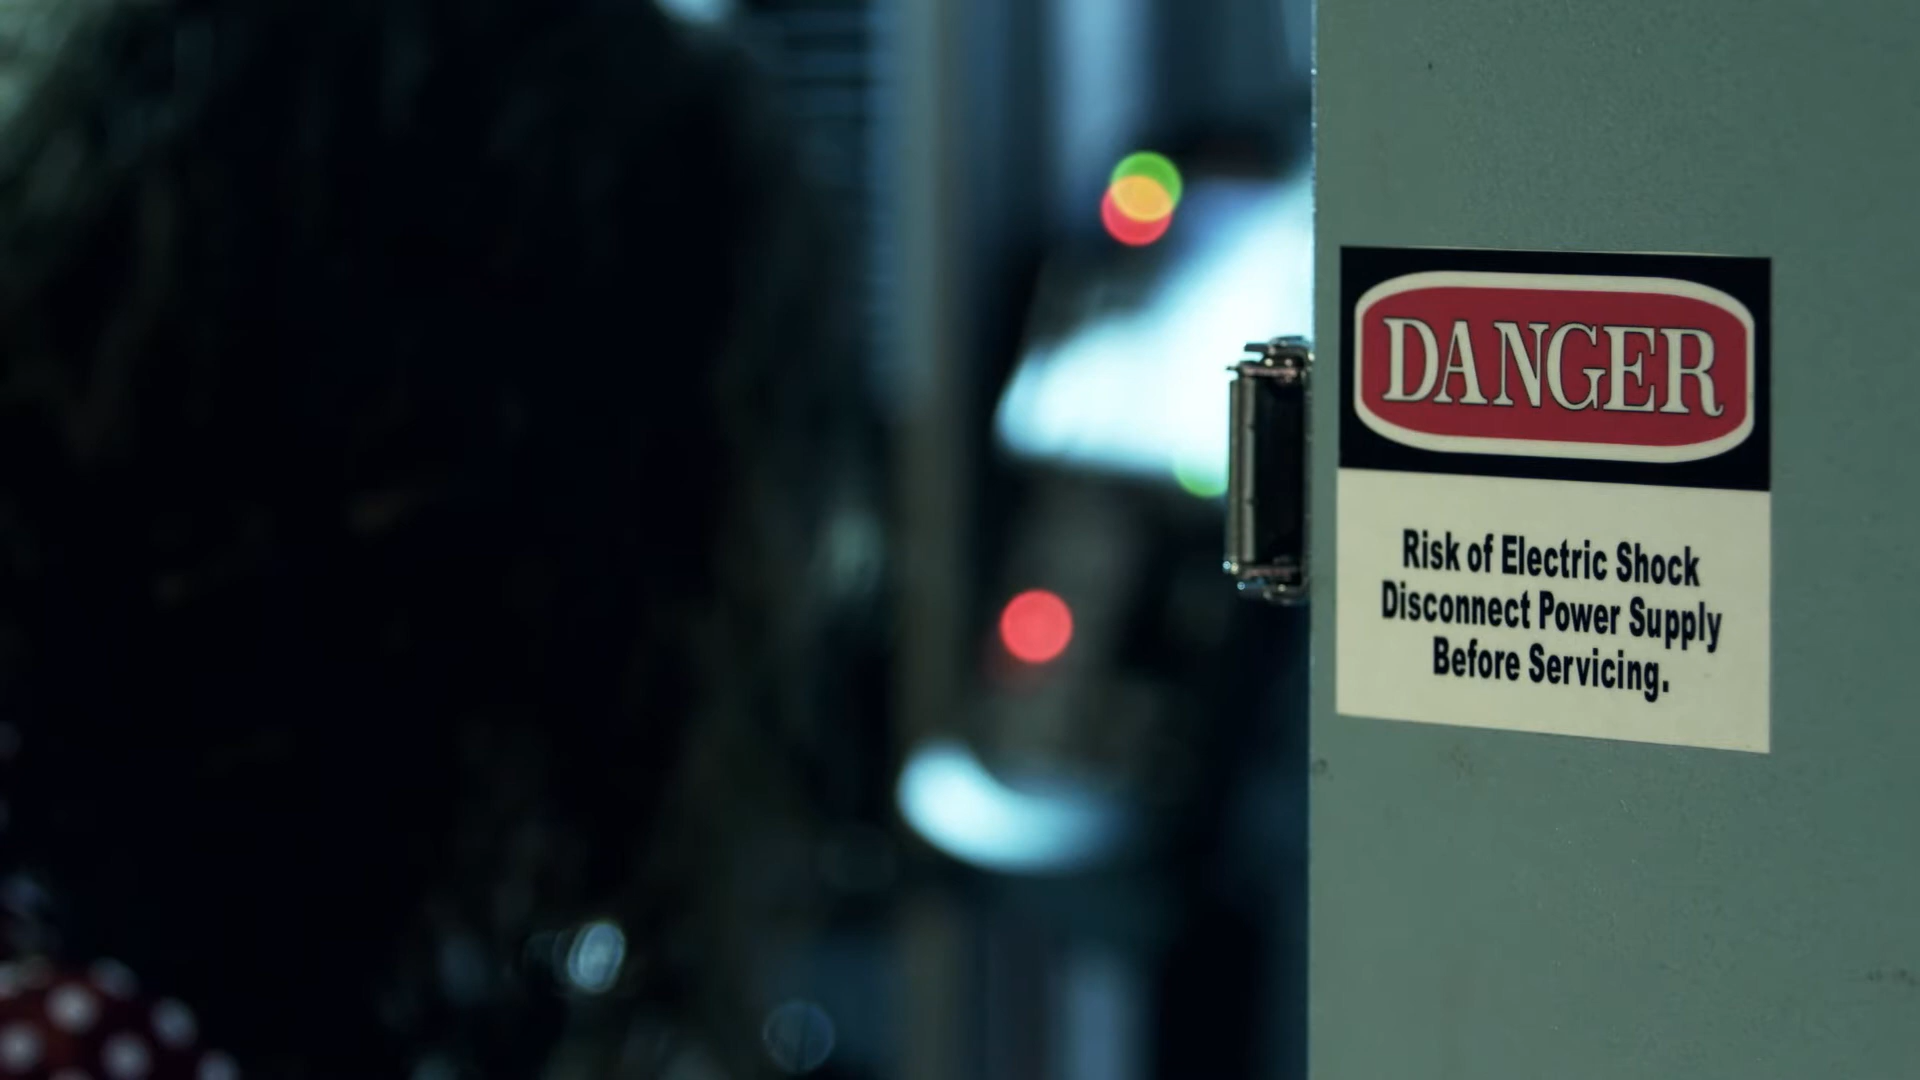 DANGER
Risk of Electric Shock
Disconnect Power Supply
Before Servicing.